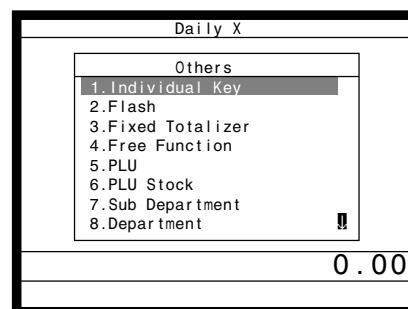 Daily X
Others
1.Individual Key
2.Flash
3.Fixed Totalizer
4.Free Function
5.PLU
6.PLU Stock
7.Sub Department
8.Department
0.00